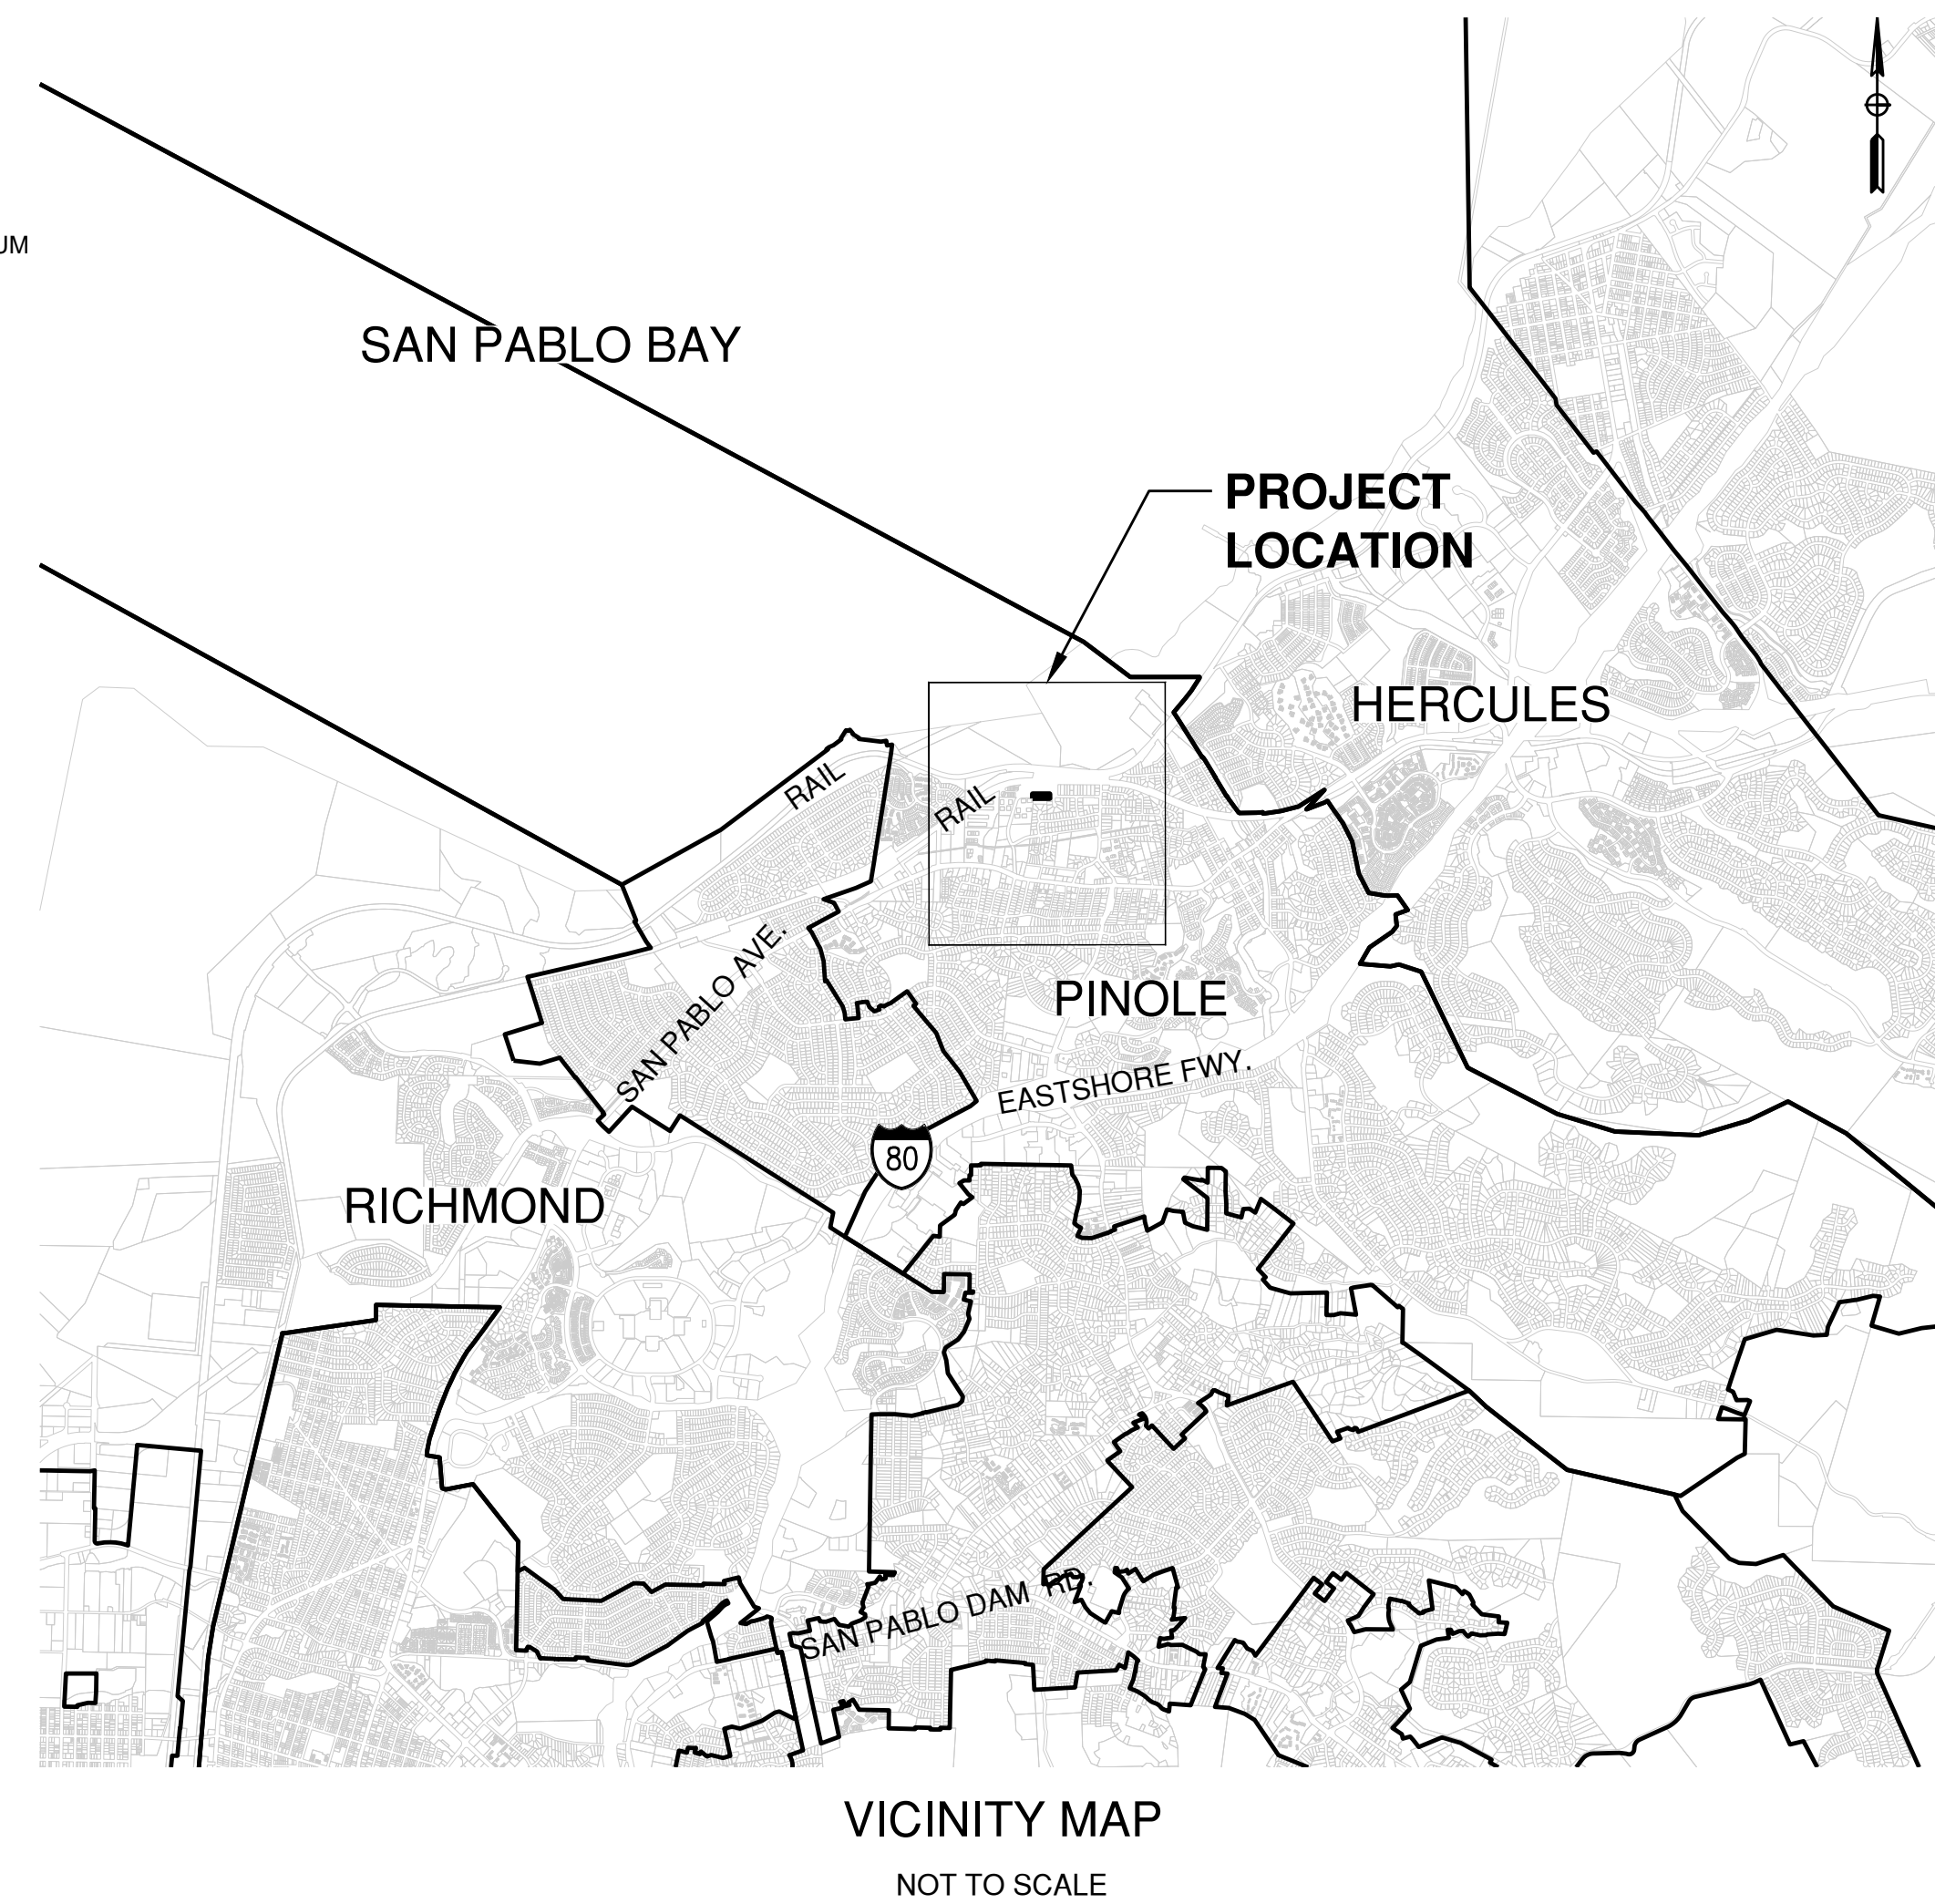 UM
SAN PABLO BAY
PROJECT
LOCATION
HERCULES
RAIL
RAIL
SAN PABLO AVE.
PINOLE
EASTSHORE FWY.
80
RICHMOND
SAN PABLO DAM RD.
VICINITY MAP
NOT TO SCALE